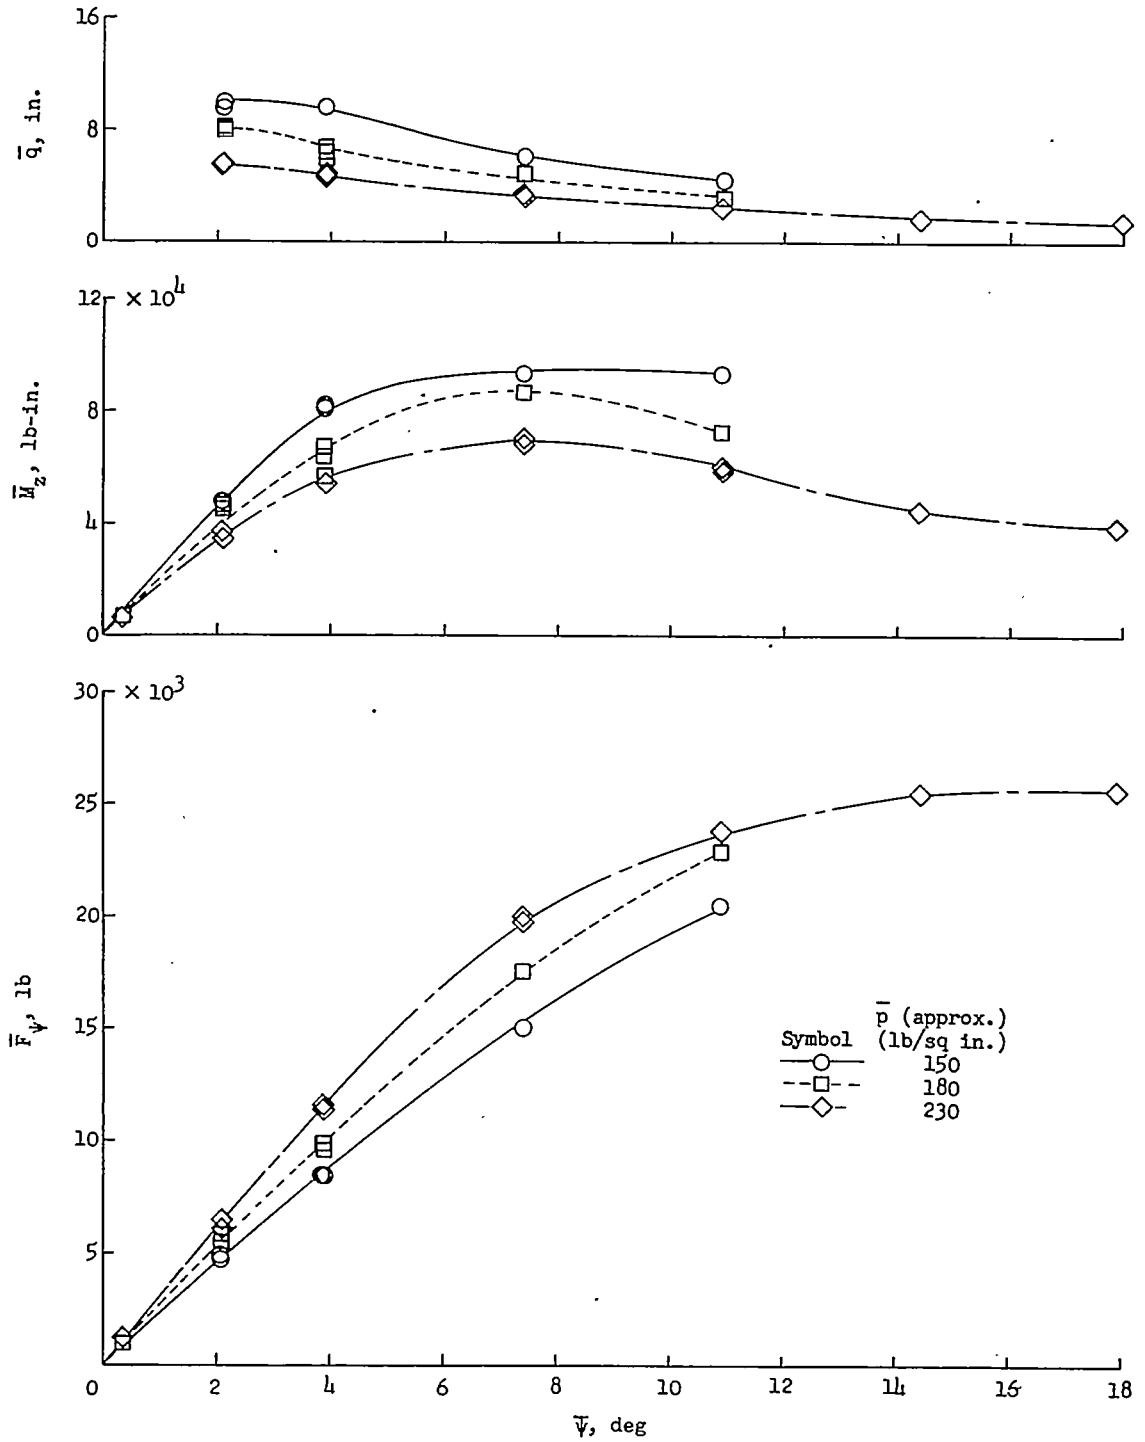 16
8
0
q̅, in.
12 × 10⁴
8
4
0
M̅z, lb-in.
30 × 10³
25
20
15
10
5
F̅ψ, lb
p̅ (approx.)
Symbol (lb/sq in.)
150
180
230
0 2 4 6 8 10 12 14 16 18
ψ̅, deg